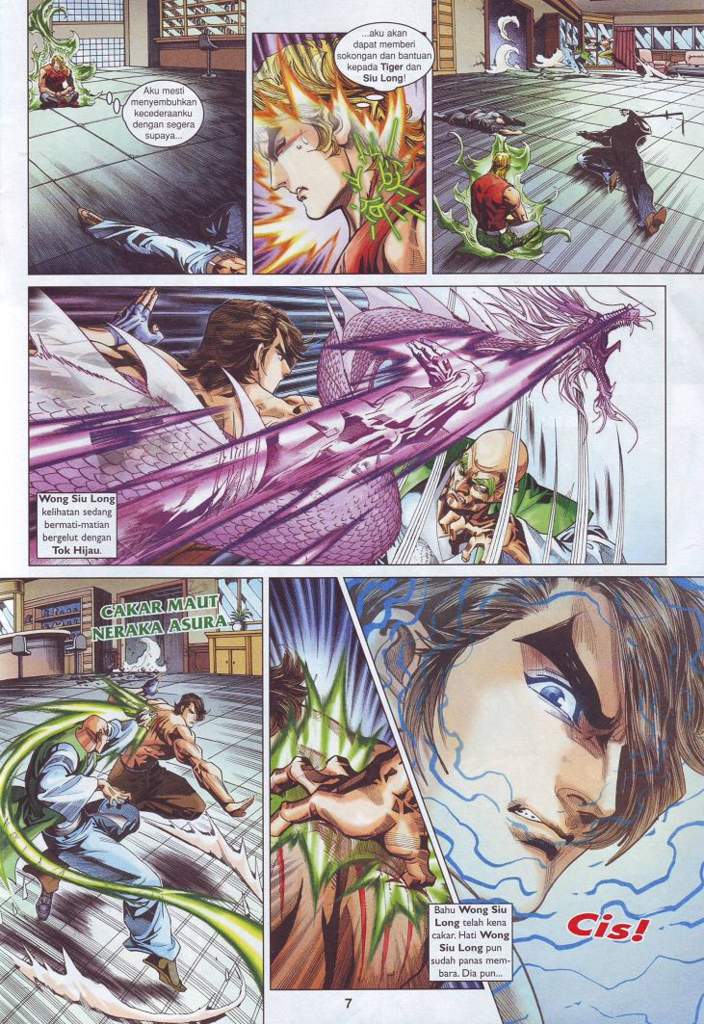 Aku mesti
menyembuhkan
kecederaanku
dengan segera
supaya...
...aku akan
dapat memberi
sokongan dan bantuan
kepada Tiger dan
Siu Long!
Wong Siu Long
kelihatan sedang
bermati-matian
bergelut dengan
Tok Hijau.
CAKAR MAUT
NERAKA ASURA
Bahu Wong Siu
Long telah kena
cakar. Hati Wong
Siu Long pun
sudah panas mem-
bara. Dia pun...
Cis!
7